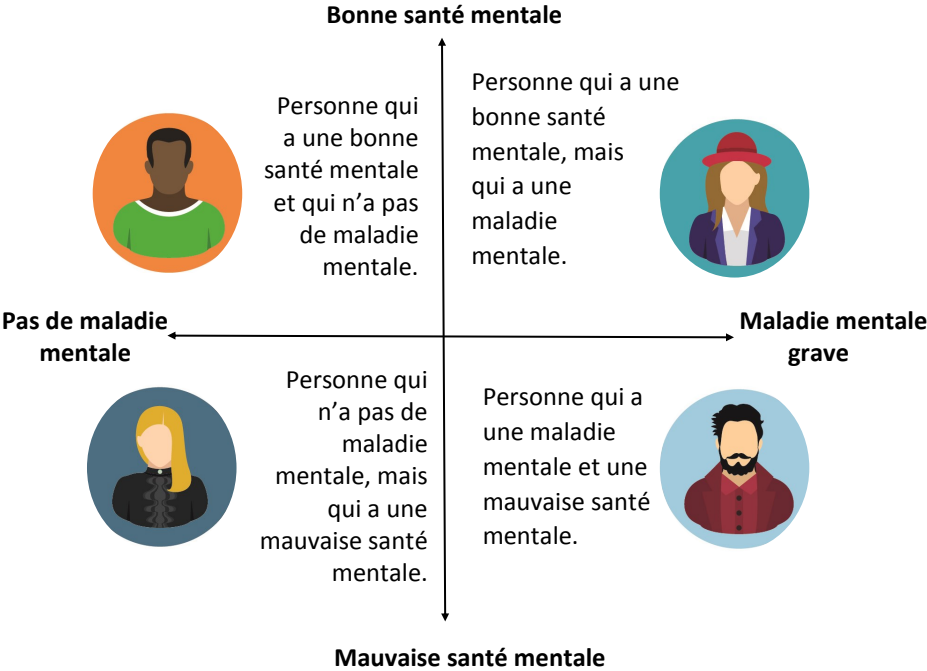 Bonne santé mentale
Personne qui
a une bonne
santé mentale
et qui n’a pas
de maladie
mentale.
Personne qui a une
bonne santé
mentale, mais
qui a une
maladie
mentale.
Pas de maladie
mentale
Maladie mentale
grave
Personne qui
n’a pas de
maladie
mentale, mais
qui a une
mauvaise santé
mentale.
Personne qui a
une maladie
mentale et une
mauvaise santé
mentale.
Mauvaise santé mentale